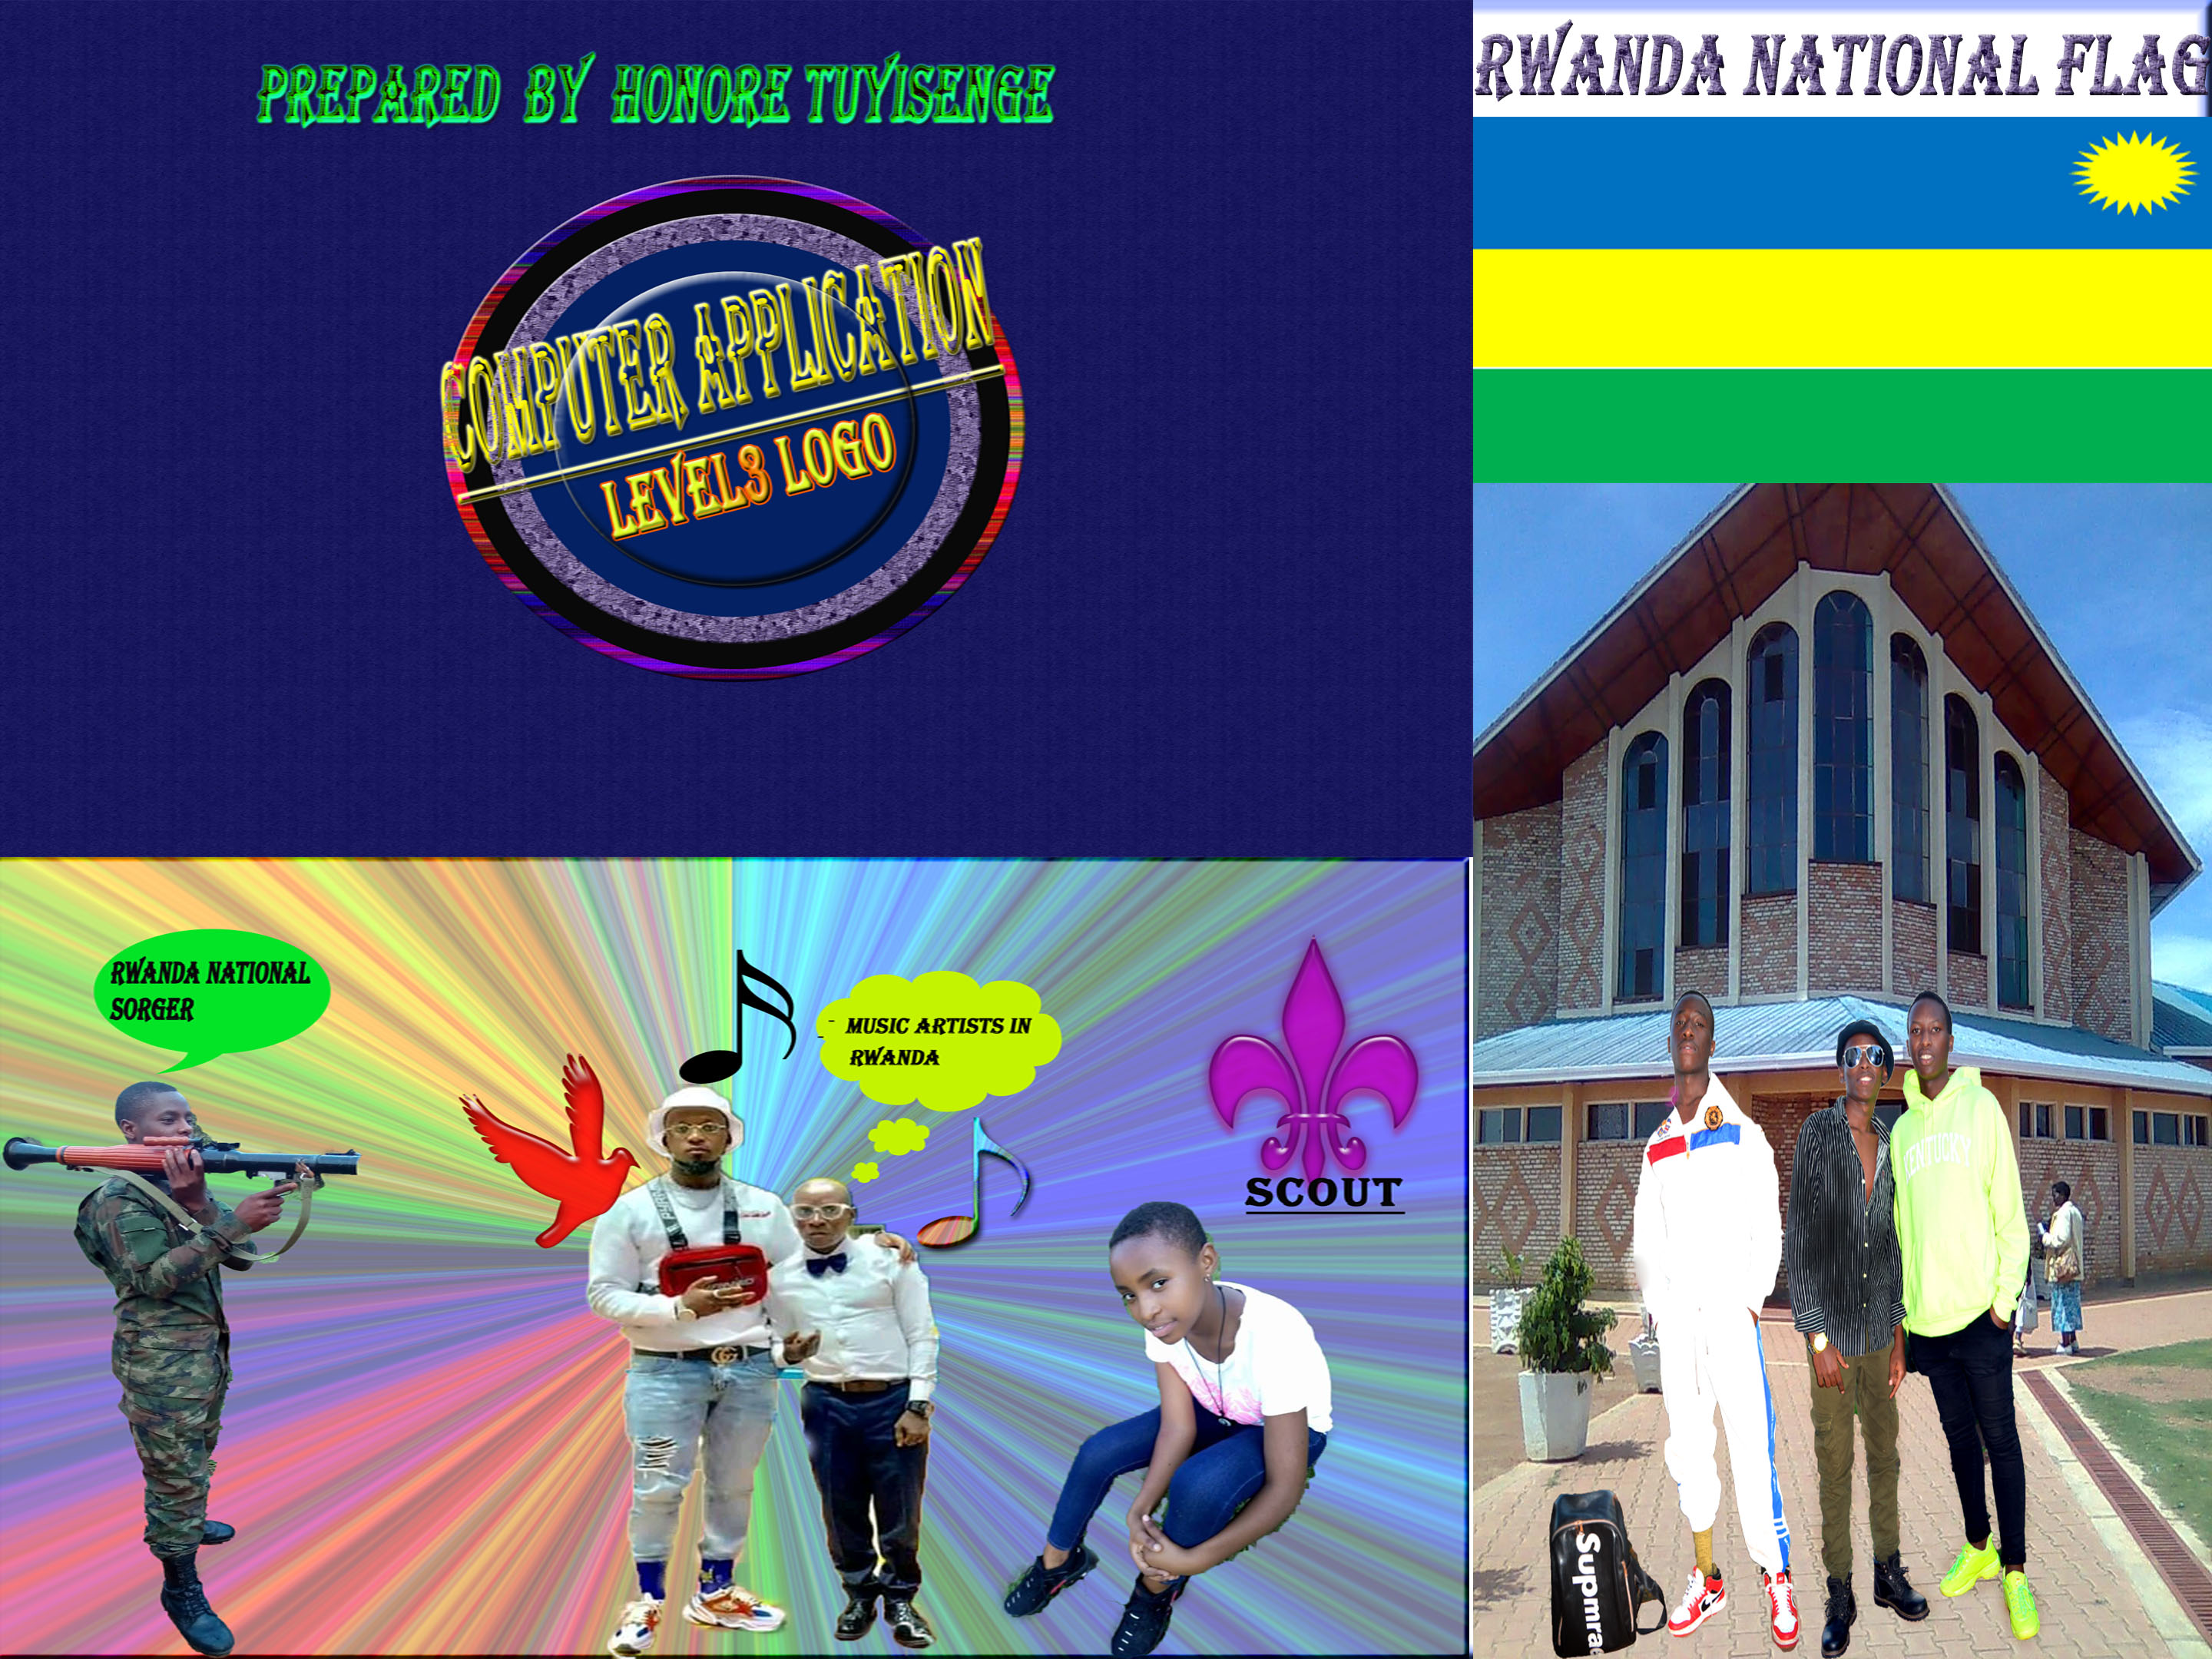 PREPARED BY HONORE TUYISENGE
COMPUTER APPLICATION
LEVEL3 LOGO
RWANDA NATIONAL FLAG
RWANDA NATIONAL
SORGER
- MUSIC ARTISTS IN
RWANDA
SCOUT
KENTUCKY
Supmra